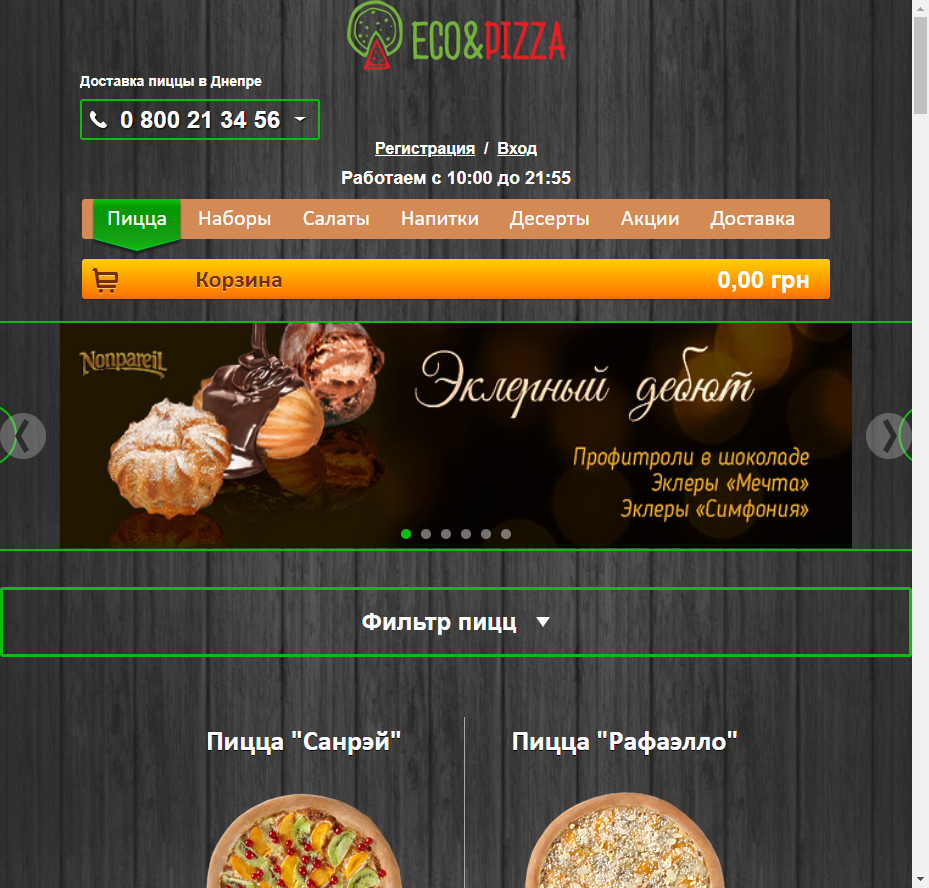 ECO&PIZZA
Доставка пиццы в Днепре
0 800 21 34 56
Регистрация / Вход
Работаем с 10:00 до 21:55
Пицца Наборы Салаты Напитки Десерты Акции Доставка
Корзина 0,00 грн
Nonpareil
Эклерный дебют
Профитроли в шоколаде
Эклеры «Мечта»
Эклеры «Симфония»
Фильтр пицц
Пицца "Санрэй" Пицца "Рафаэлло"